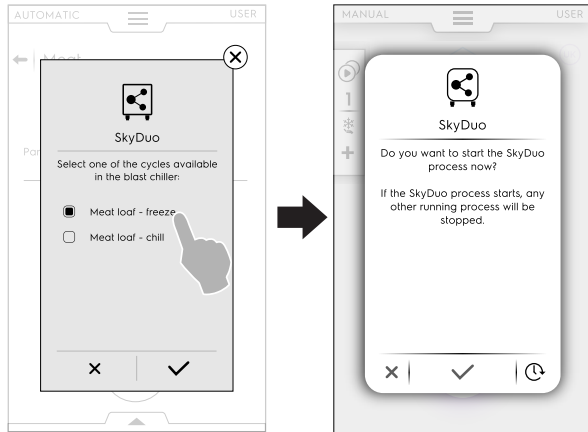 AUTOMATIC
USER
Meat
Par
SkyDuo
Select one of the cycles available
in the blast chiller:
Meat loaf - freeze
Meat loaf - chill
MANUAL
USER
1
SkyDuo
Do you want to start the SkyDuo
process now?
If the SkyDuo process starts, any
other running process will be
stopped.